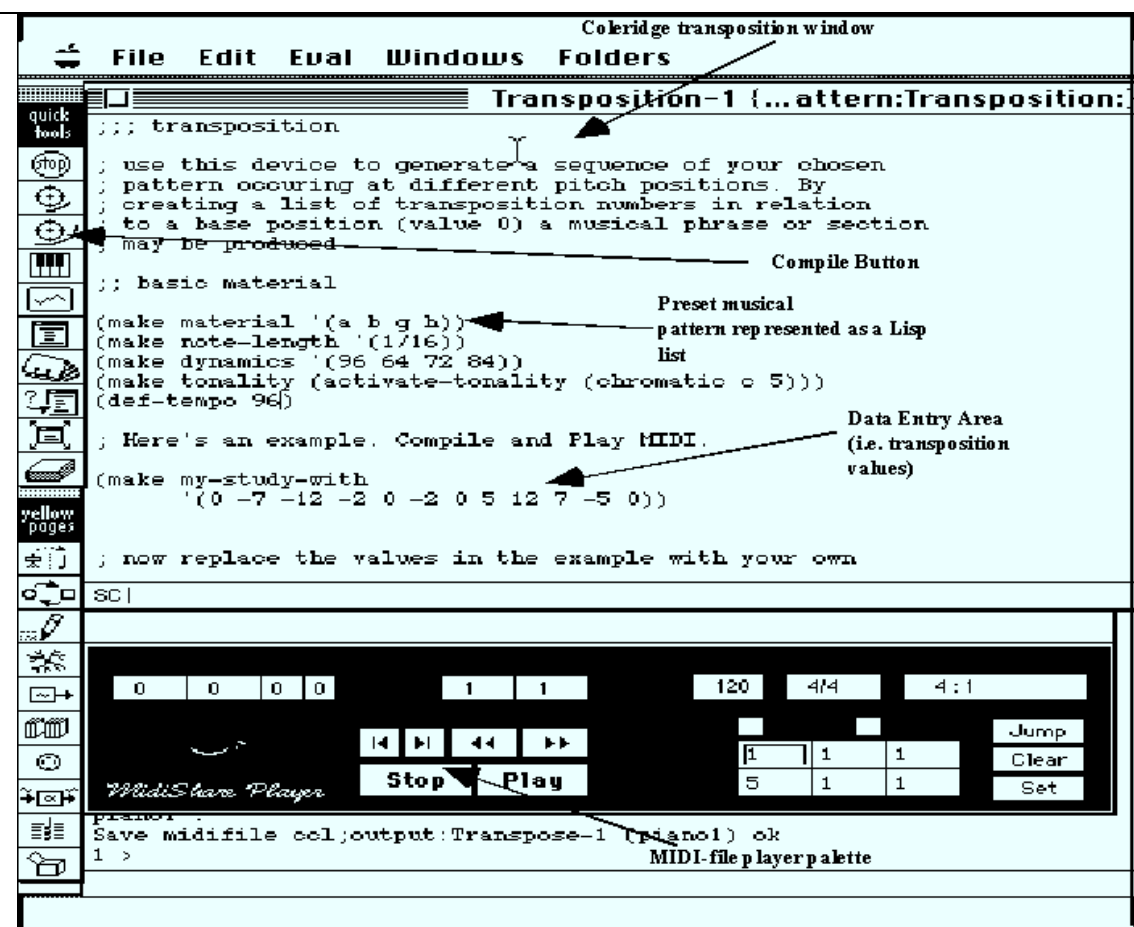 Coleridge transposition window
File Edit Eval Windows Folders
Transposition-1 {...attern:Transposition:
quick
tools
;;; transposition
stop
; use this device to generate a sequence of your chosen
; pattern occuring at different pitch positions. By
; creating a list of transposition numbers in relation
; to a base position (value 0) a musical phrase or section
; may be produced
Compile Button
;; basic material
Preset musical
pattern represented as a Lisp
list
(make material '(a b g h))
(make note-length '(1/16))
(make dynamics '(96 64 72 84))
(make tonality (activate-tonality (chromatic c 5)))
(def-tempo 96)
Data Entry Area
(i.e. transposition
values)
; Here's an example. Compile and Play MIDI.
(make my-study-with
'(0 -7 -12 -2 0 -2 0 5 12 7 -5 0))
yellow
pages
; now replace the values in the example with your own
SC
0 0 0 0 1 1 120 4/4 4:1
Jump
1 1 1 Clear
Stop Play 5 1 1 Set
MidiShare Player
Save midifile ccl;output:Transpose-1 (piano1) ok
1 >
MIDI-file player palette